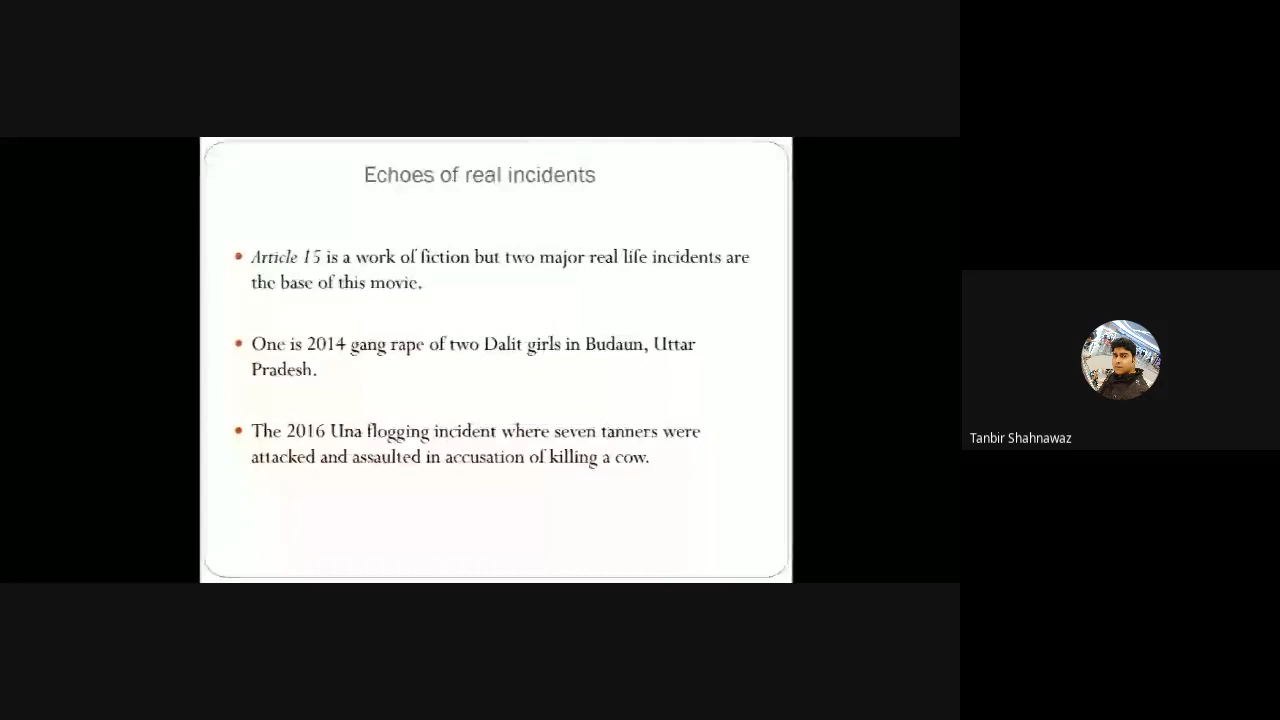 Echoes of real incidents
• Article 15 is a work of fiction but two major real life incidents are
the base of this movie.
• One is 2014 gang rape of two Dalit girls in Budaun, Uttar
Pradesh.
• The 2016 Una flogging incident where seven tanners were
attacked and assaulted in accusation of killing a cow.
Tanbir Shahnawaz